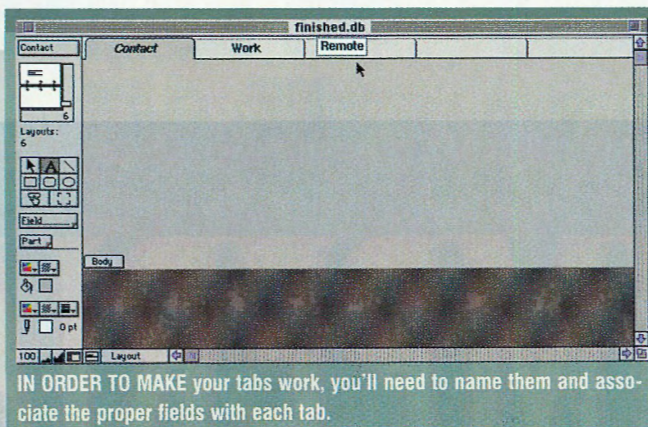 finished.db
Contact
Contact Work Remote
6
Layouts:
6
A
Field
Part
Body
0 pt
100 Layout
IN ORDER TO MAKE your tabs work, you'll need to name them and asso-
ciate the proper fields with each tab.